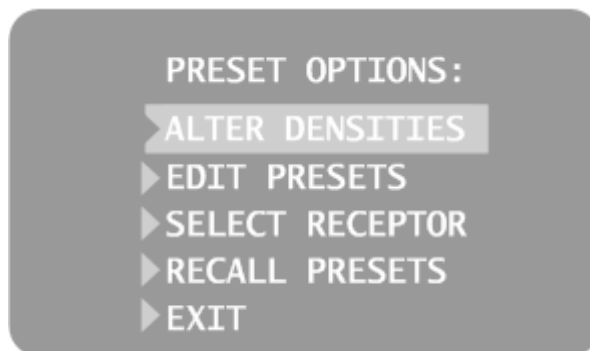 PRESET OPTIONS:
ALTER DENSITIES
EDIT PRESETS
SELECT RECEPTOR
RECALL PRESETS
EXIT